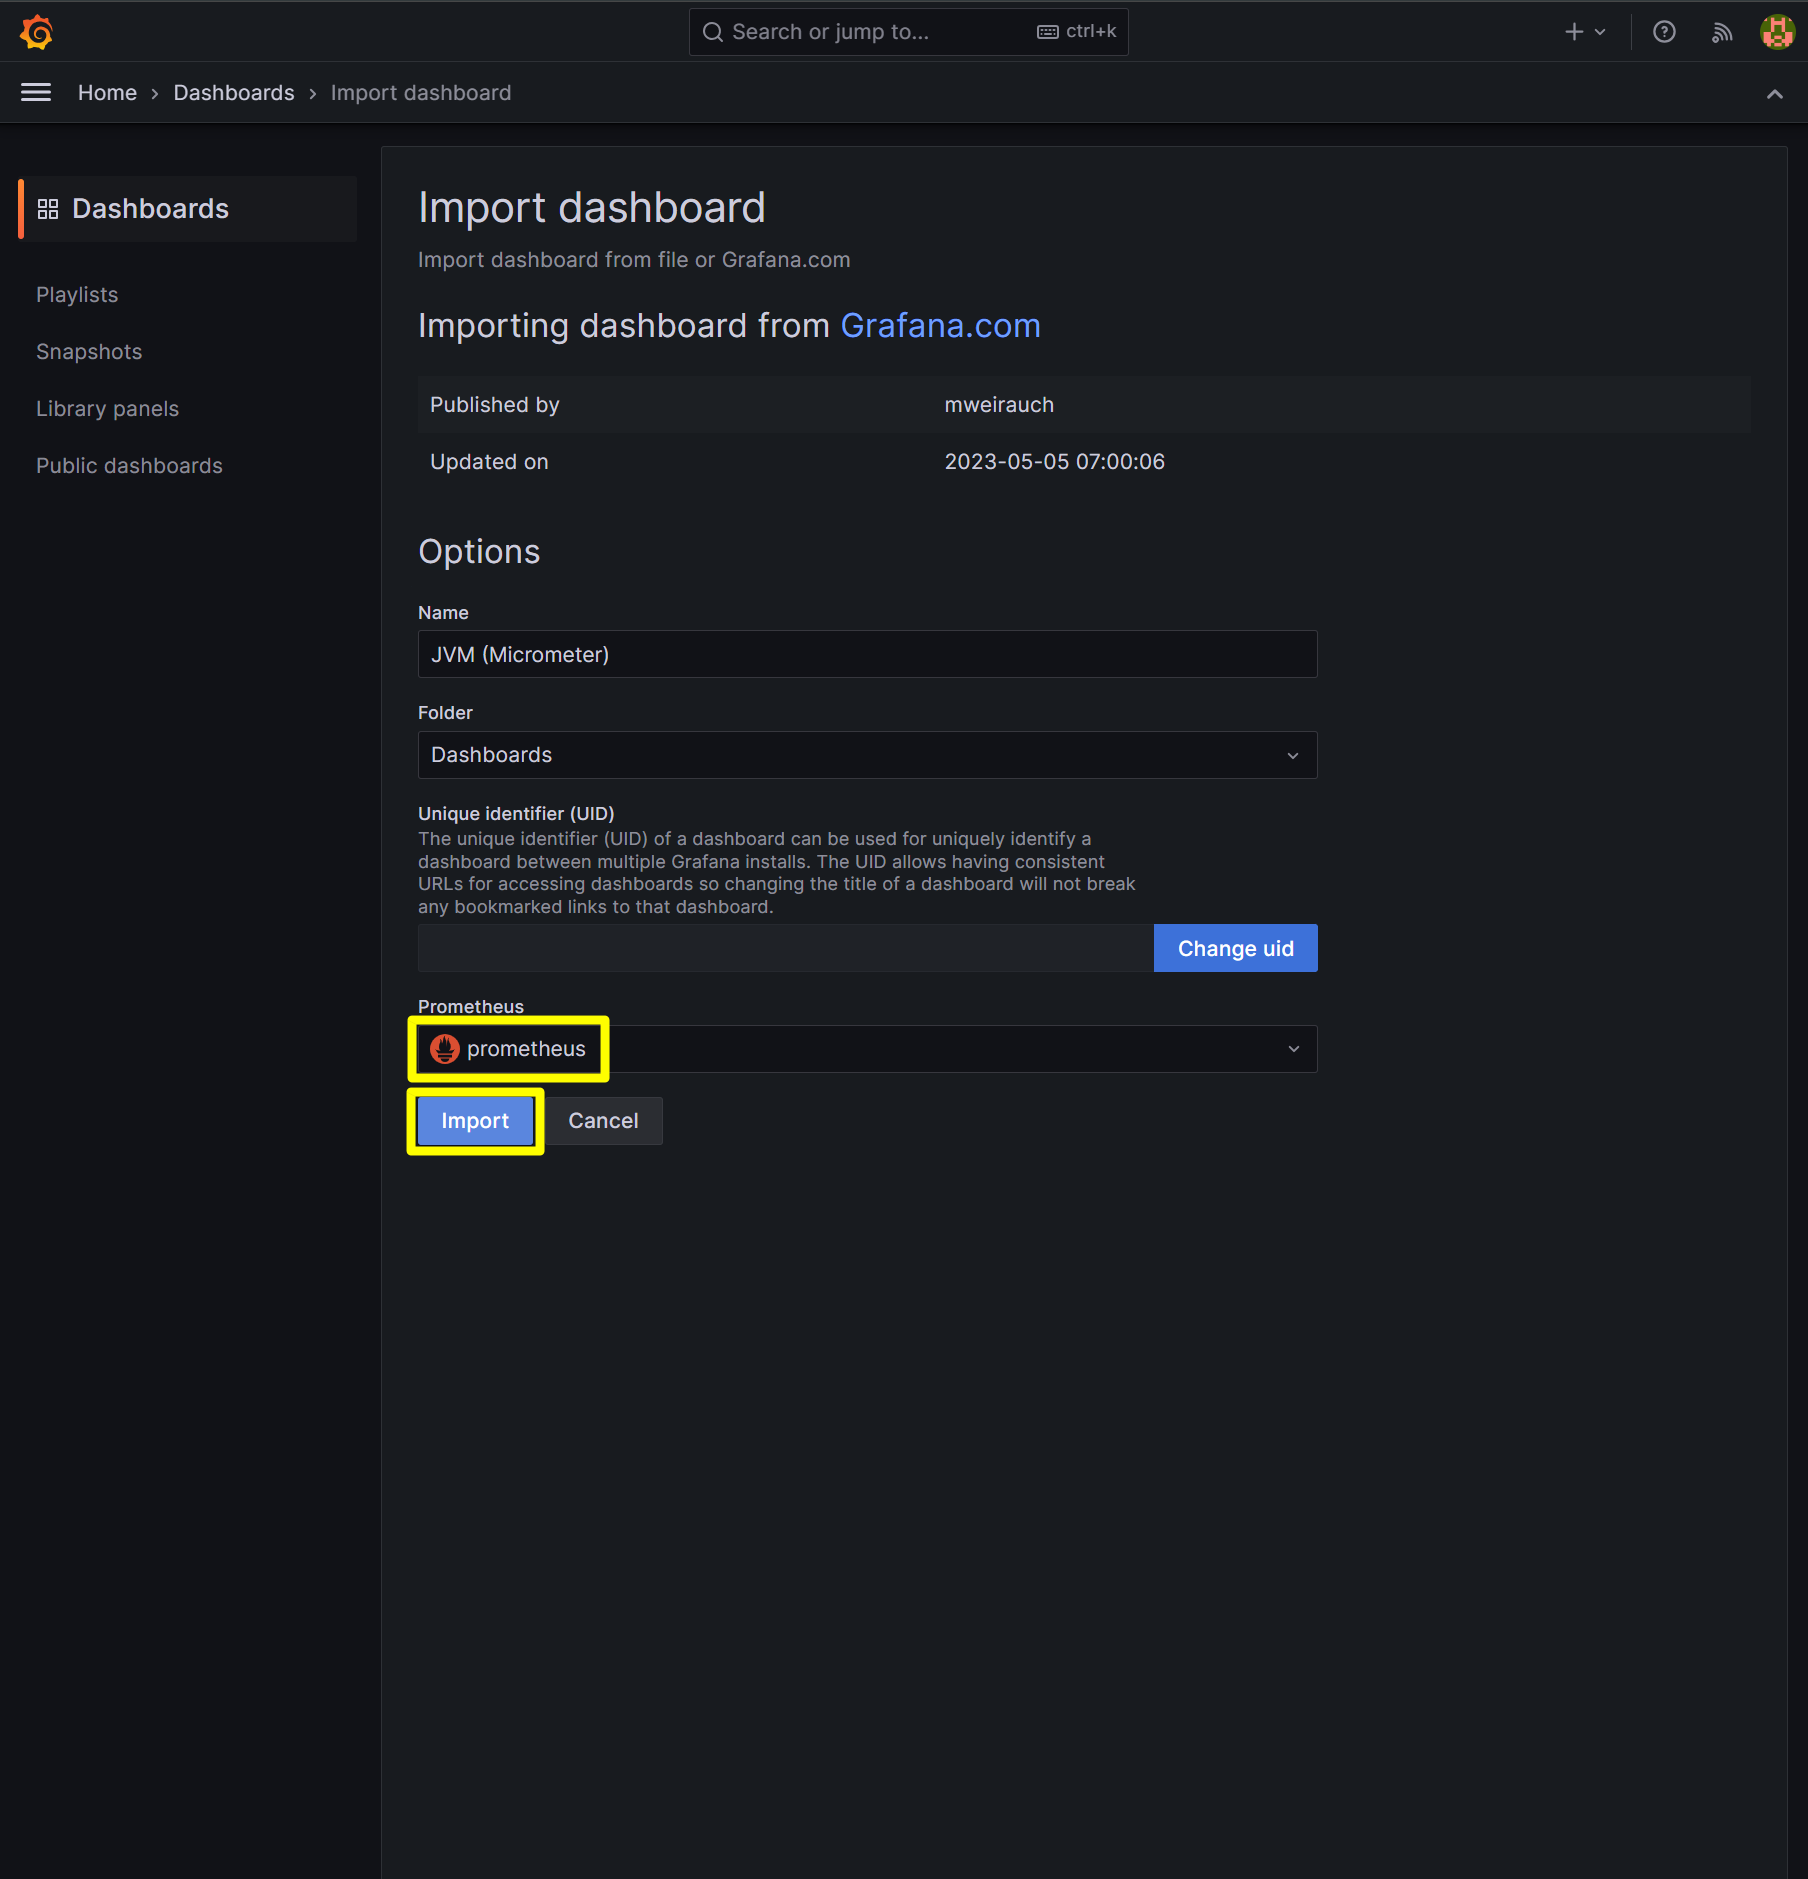 Search or jump to...
ctrl+k
Home
Dashboards
Import dashboard
Dashboards
Playlists
Snapshots
Library panels
Public dashboards
Import dashboard
Import dashboard from file or Grafana.com
Importing dashboard from Grafana.com
Published by
mweirauch
Updated on
2023-05-05 07:00:06
Options
Name
JVM (Micrometer)
Folder
Dashboards
Unique identifier (UID)
The unique identifier (UID) of a dashboard can be used for uniquely identify a
dashboard between multiple Grafana installs. The UID allows having consistent
URLs for accessing dashboards so changing the title of a dashboard will not break
any bookmarked links to that dashboard.
Change uid
Prometheus
prometheus
Import
Cancel